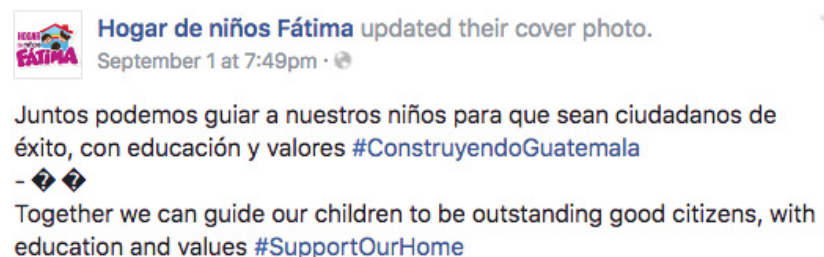 HOGAR
de niños
FÁTIMA
Hogar de niños Fátima updated their cover photo.
September 1 at 7:49pm ·
Juntos podemos guiar a nuestros niños para que sean ciudadanos de
éxito, con educación y valores #ConstruyendoGuatemala
- � �
Together we can guide our children to be outstanding good citizens, with
education and values #SupportOurHome